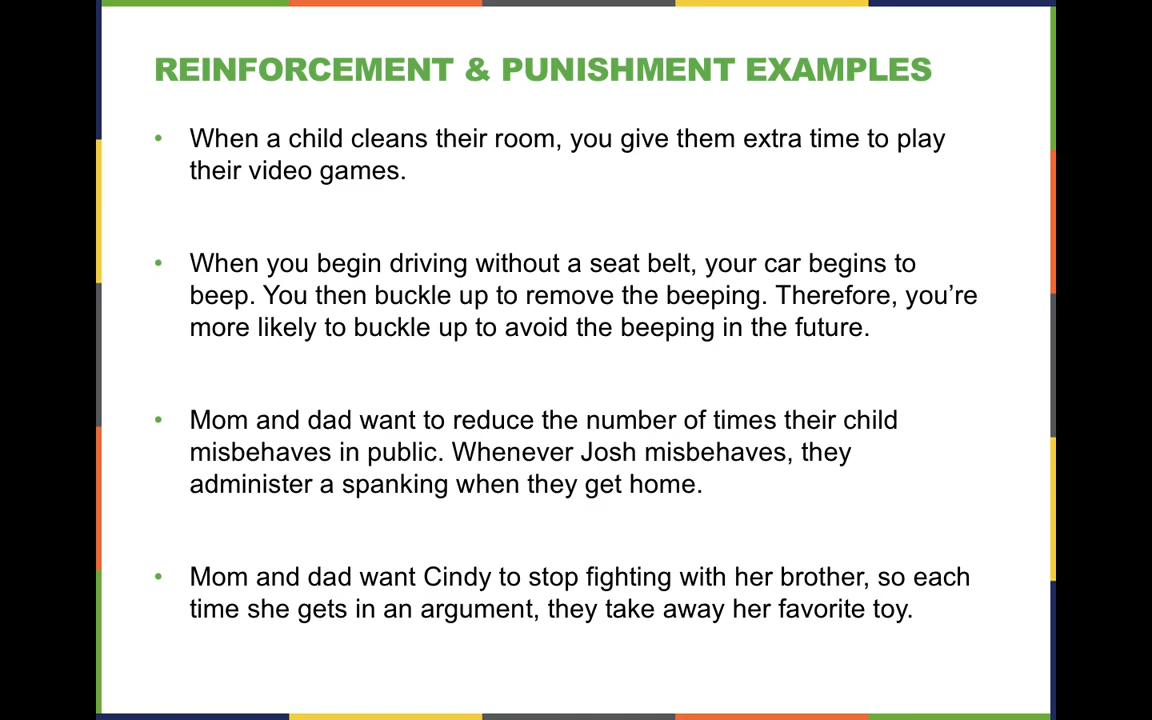 REINFORCEMENT & PUNISHMENT EXAMPLES
• When a child cleans their room, you give them extra time to play
their video games.
• When you begin driving without a seat belt, your car begins to
beep. You then buckle up to remove the beeping. Therefore, you’re
more likely to buckle up to avoid the beeping in the future.
• Mom and dad want to reduce the number of times their child
misbehaves in public. Whenever Josh misbehaves, they
administer a spanking when they get home.
• Mom and dad want Cindy to stop fighting with her brother, so each
time she gets in an argument, they take away her favorite toy.